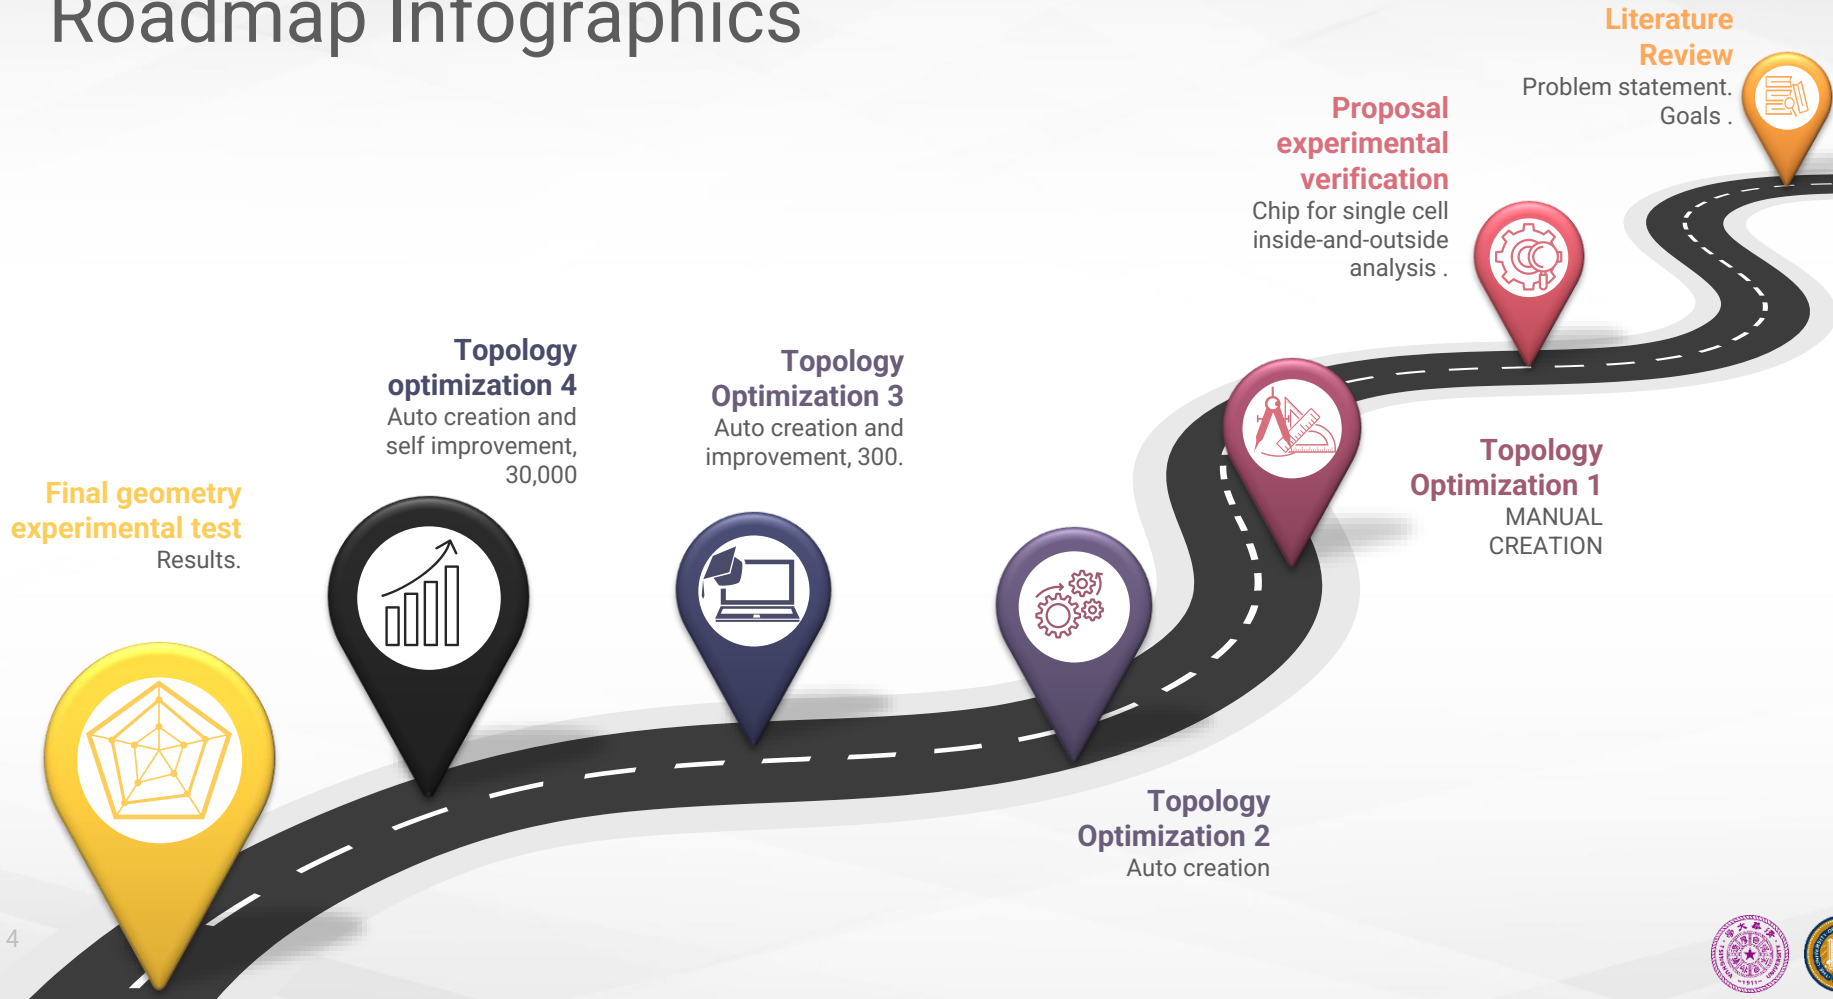 Roadmap Infographics
Literature
Review
Problem statement.
Goals .
Proposal
experimental
verification
Chip for single cell
inside-and-outside
analysis .
Topology
optimization 4
Auto creation and
self improvement,
30,000
Topology
Optimization 3
Auto creation and
improvement, 300.
Topology
Optimization 1
MANUAL
CREATION
Final geometry
experimental test
Results.
Topology
Optimization 2
Auto creation
4
-1911-